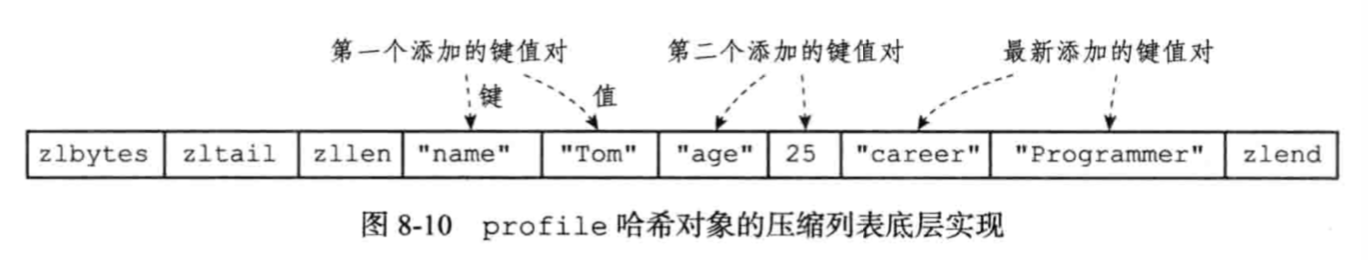 第一个添加的键值对 第二个添加的键值对 最新添加的键值对
键 值
zlbytes zltail zllen "name" "Tom" "age" 25 "career" "Programmer" zlend
图 8-10 profile 哈希对象的压缩列表底层实现